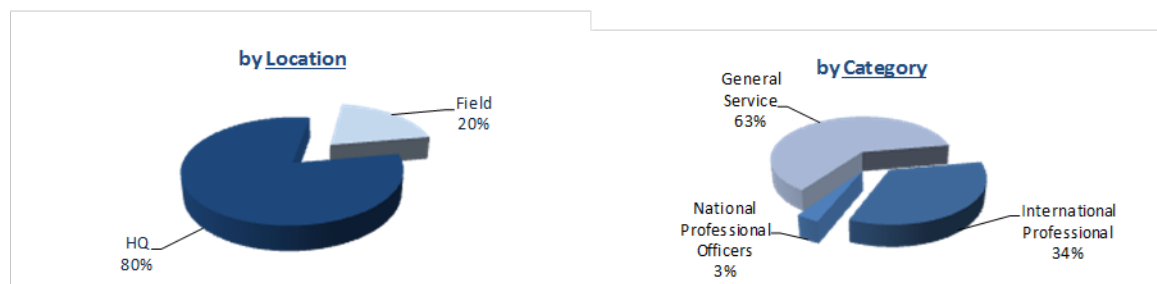 by Location
Field
20%
HQ
80%
by Category
General
Service
63%
National
Professional
Officers
3%
International
Professional
34%